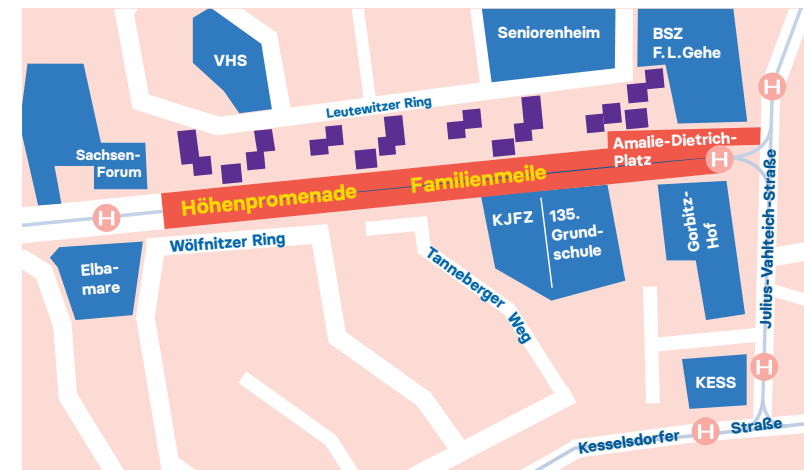 Seniorenheim
BSZ
F. L. Gehe
VHS
H
Leutewitzer Ring
Amalie-Dietrich-
Platz
H
Sachsen-
Forum
Höhenpromenade
Familienmeile
H
KJFZ
135.
Grund-
schule
Gorbitz-
Hof
Julius-Vahlteich-Straße
Wölfnitzer Ring
Elba-
mare
Tanneberger Weg
H
KESS
Kesselsdorfer
H
Straße